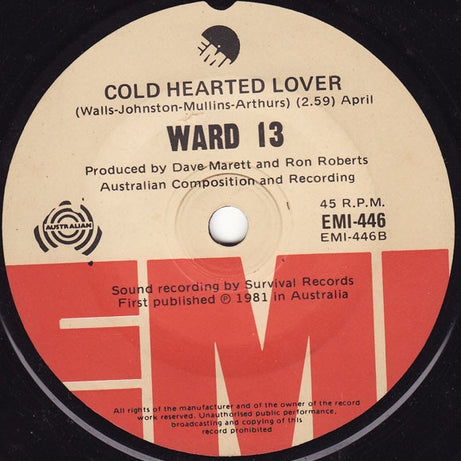 EMI
COLD HEARTED LOVER
(Walls-Johnston-Mullins-Arthurs) (2.59) April
WARD 13
Produced by Dave Marett and Ron Roberts
Australian Composition and Recording
45 R.P.M.
EMI-446
EMI-446B
AUSTRALIAN
Sound recording by Survival Records
First published ℗ 1981 in Australia
EMI
All rights of the manufacturer and of the owner of the record
work reserved. Unauthorised public performance,
broadcasting and copying of this
record prohibited